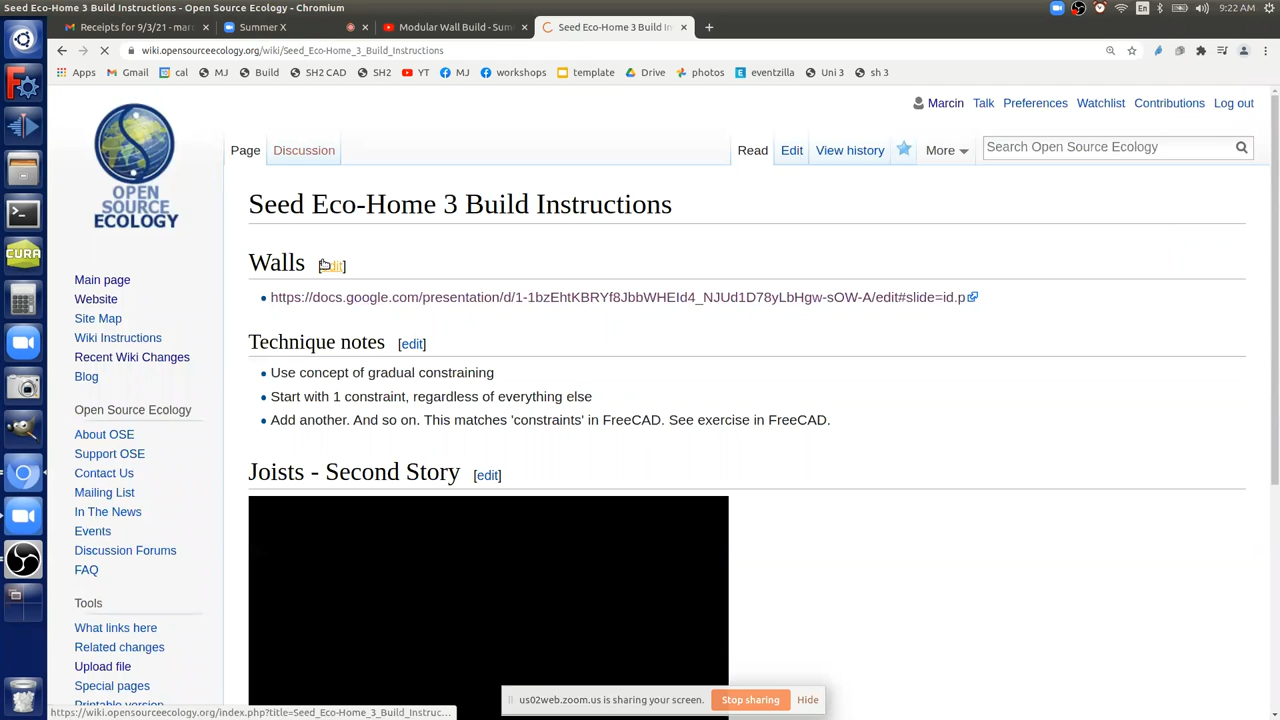 Seed Eco-Home 3 Build Instructions - Open Source Ecology - Chromium
En
9:22 AM
Receipts for 9/3/21 - marc
Summer X
Modular Wall Build - Sum
Seed Eco-Home 3 Build In
wiki.opensourceecology.org/wiki/Seed_Eco-Home_3_Build_Instructions
Apps Gmail cal MJ Build SH2 CAD SH2 YT MJ workshops template Drive photos eventzilla Uni 3 sh 3
Marcin Talk Preferences Watchlist Contributions Log out
Page Discussion Read Edit View history More Search Open Source Ecology
OPEN
SOURCE
ECOLOGY
Seed Eco-Home 3 Build Instructions
Walls [edit]
https://docs.google.com/presentation/d/1-1bzEhtKBRYf8JbbWHEId4_NJUd1D78yLbHgw-sOW-A/edit#slide=id.p
Technique notes [edit]
Use concept of gradual constraining
Start with 1 constraint, regardless of everything else
Add another. And so on. This matches 'constraints' in FreeCAD. See exercise in FreeCAD.
Joists - Second Story [edit]
Main page
Website
Site Map
Wiki Instructions
Recent Wiki Changes
Blog
Open Source Ecology
About OSE
Support OSE
Contact Us
Mailing List
In The News
Events
Discussion Forums
FAQ
Tools
What links here
Related changes
Upload file
Special pages
Printable version
CURA
us02web.zoom.us is sharing your screen. Stop sharing Hide
https://wiki.opensourceecology.org/index.php?title=Seed_Eco-Home_3_Build_Instruc...